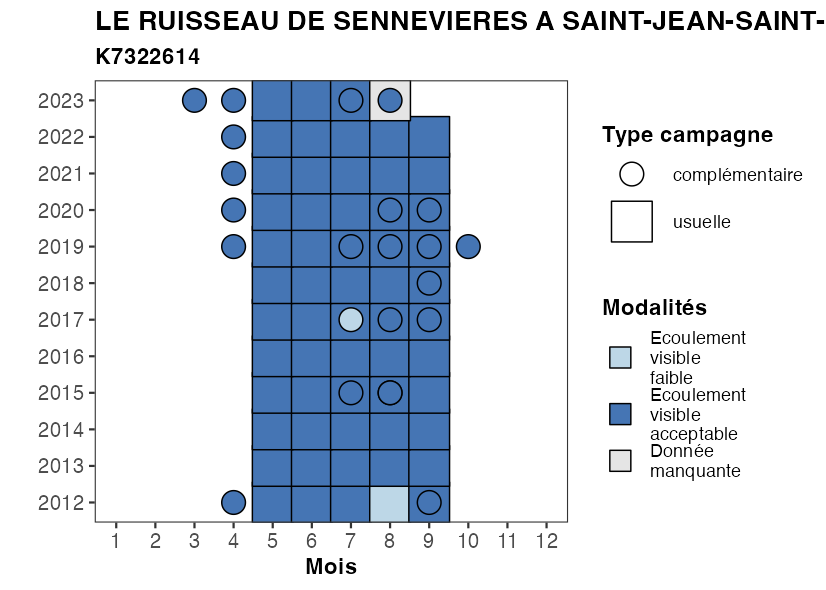 LE RUISSEAU DE SENNEVIERES A SAINT-JEAN-SAINT-
K7322614
2023
2022
2021
2020
2019
2018
2017
2016
2015
2014
2013
2012
1 2 3 4 5 6 7 8 9 10 11 12
Mois
Type campagne
complémentaire
usuelle
Modalités
Ecoulement
visible
faible
Ecoulement
visible
acceptable
Donnée
manquante